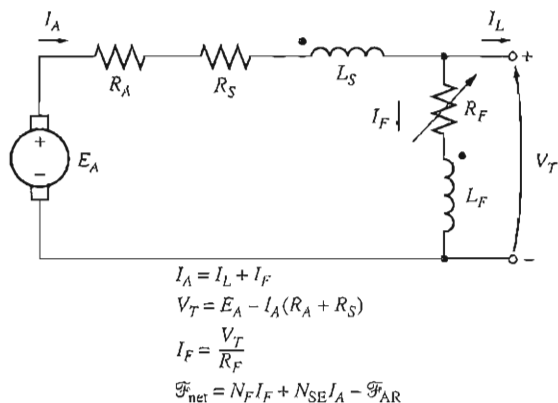 I_A
I_L
+
R_A
R_S
L_S
I_F
R_F
+
−
E_A
V_T
L_F
−
I_A = I_L + I_F
V_T = E_A − I_A(R_A + R_S)
I_F = V_T / R_F
ℱ_net = N_F I_F + N_SE I_A − ℱ_AR